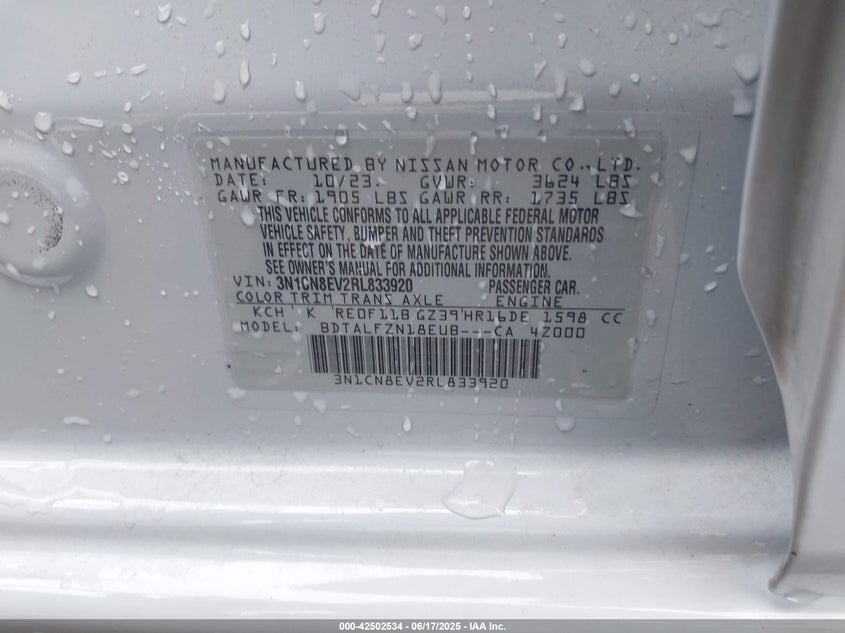 MANUFACTURED BY NISSAN MOTOR CO.,LTD.
DATE: 10/23 GVWR: 3624 LBS
GAWR FR: 1905 LBS GAWR RR: 1735 LBS
THIS VEHICLE CONFORMS TO ALL APPLICABLE FEDERAL MOTOR
VEHICLE SAFETY, BUMPER AND THEFT PREVENTION STANDARDS
IN EFFECT ON THE DATE OF MANUFACTURE SHOWN ABOVE.
SEE OWNER'S MANUAL FOR ADDITIONAL INFORMATION.
VIN: 3N1CN8EV2RL833920 PASSENGER CAR.
COLOR TRIM TRANS AXLE ENGINE
KCH K RE0F11B GZ39 HR16DE 1598 CC
MODEL: BDTALFZN18EUB---CA 4Z000
3N1CN8EV2RL833920
000-42502534 - 06/17/2025 - IAA Inc.